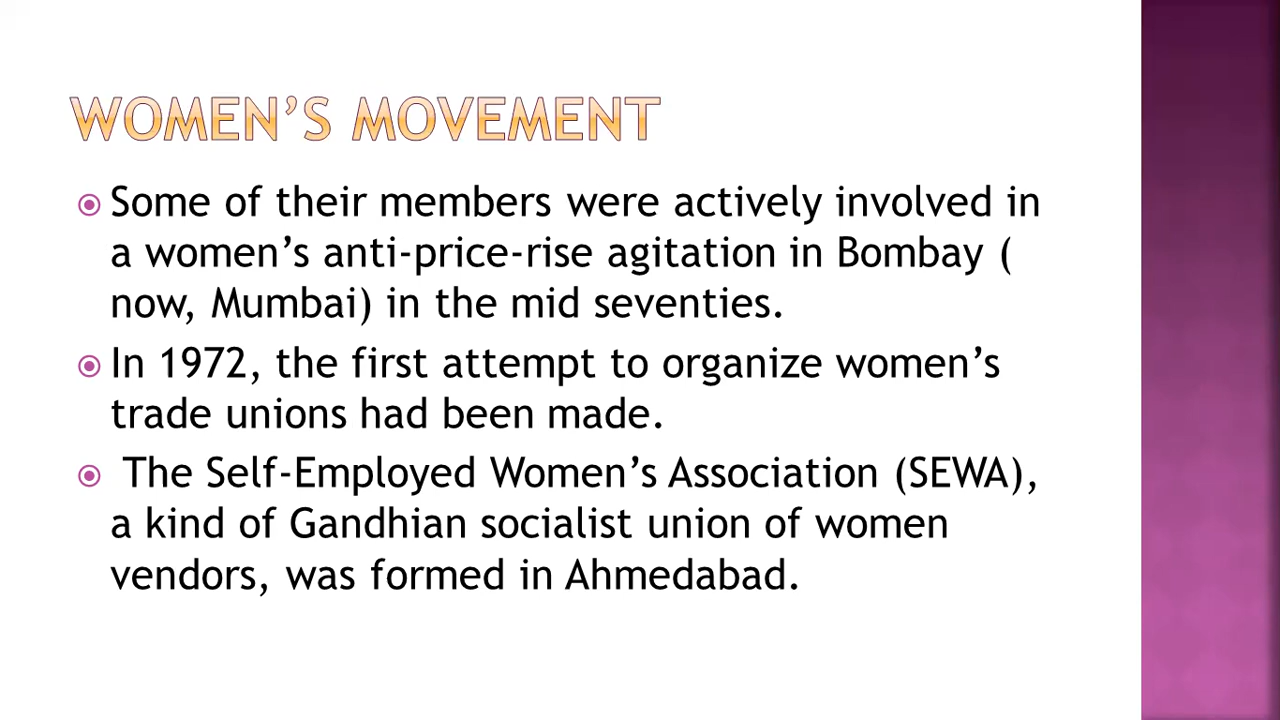 WOMEN’S MOVEMENT
Some of their members were actively involved in
a women’s anti-price-rise agitation in Bombay (
now, Mumbai) in the mid seventies.
In 1972, the first attempt to organize women’s
trade unions had been made.
The Self-Employed Women’s Association (SEWA),
a kind of Gandhian socialist union of women
vendors, was formed in Ahmedabad.